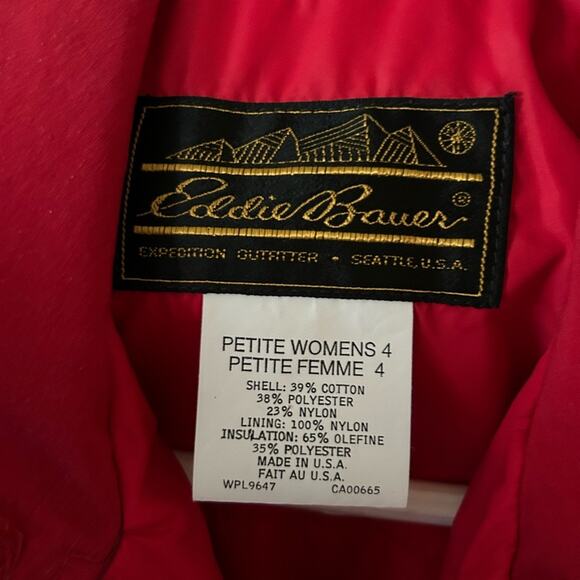 Eddie Bauer®
EXPEDITION OUTFITTER • SEATTLE, U.S.A.
PETITE WOMENS 4
PETITE FEMME 4
SHELL: 39% COTTON
38% POLYESTER
23% NYLON
LINING: 100% NYLON
INSULATION: 65% OLEFINE
35% POLYESTER
MADE IN U.S.A.
FAIT AU U.S.A.
WPL9647 CA00665